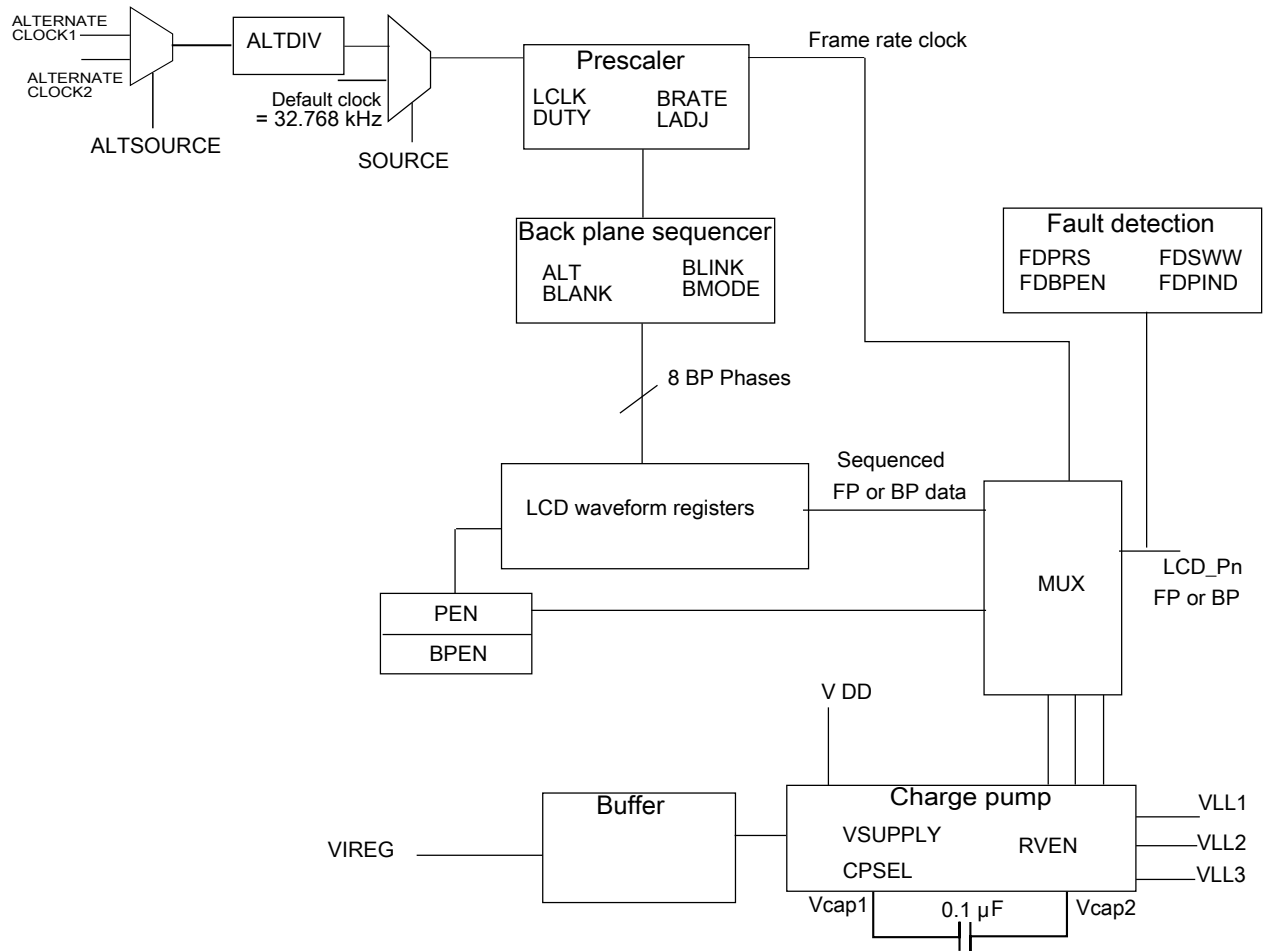 ALTERNATE
CLOCK1
ALTERNATE
CLOCK2
ALTSOURCE
ALTDIV
Default clock
= 32.768 kHz
SOURCE
Prescaler
LCLK BRATE
DUTY LADJ
Frame rate clock
Back plane sequencer
ALT BLINK
BLANK BMODE
Fault detection
FDPRS FDSWW
FDBPEN FDPIND
8 BP Phases
LCD waveform registers
Sequenced
FP or BP data
MUX
LCD_Pn
FP or BP
PEN
BPEN
V DD
Buffer
VIREG
Charge pump
VSUPPLY RVEN
CPSEL
VLL1
VLL2
VLL3
Vcap1 0.1 µF Vcap2